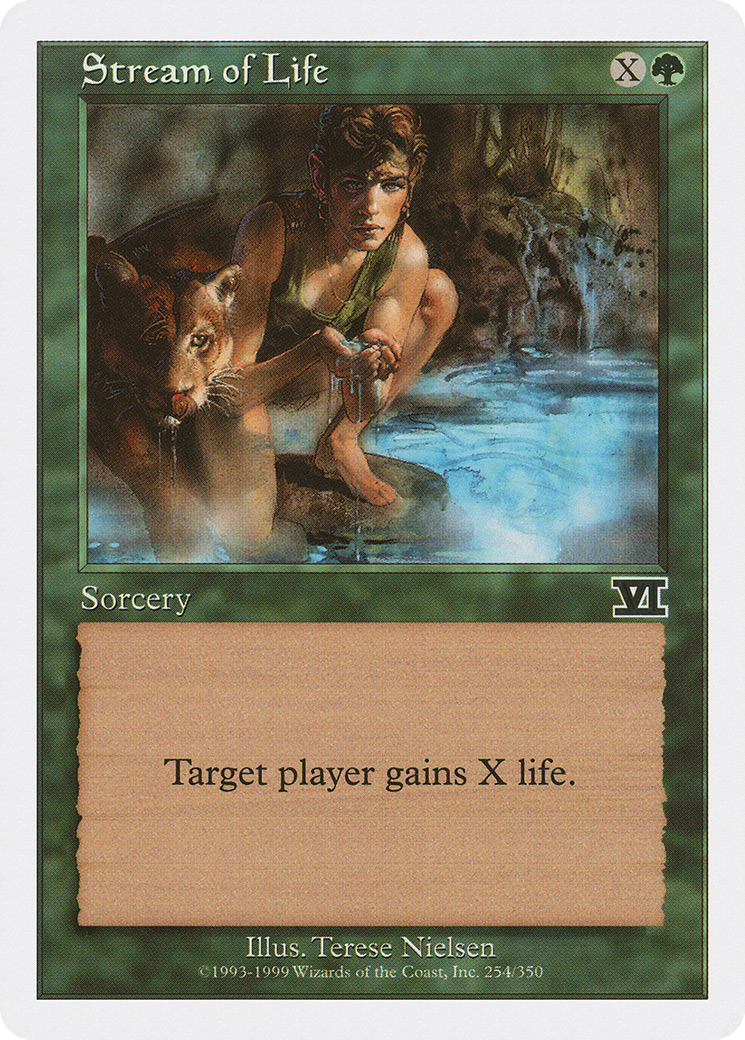 Stream of Life
X
Sorcery
VI
Target player gains X life.
Illus. Terese Nielsen
©1993-1999 Wizards of the Coast, Inc. 254/350